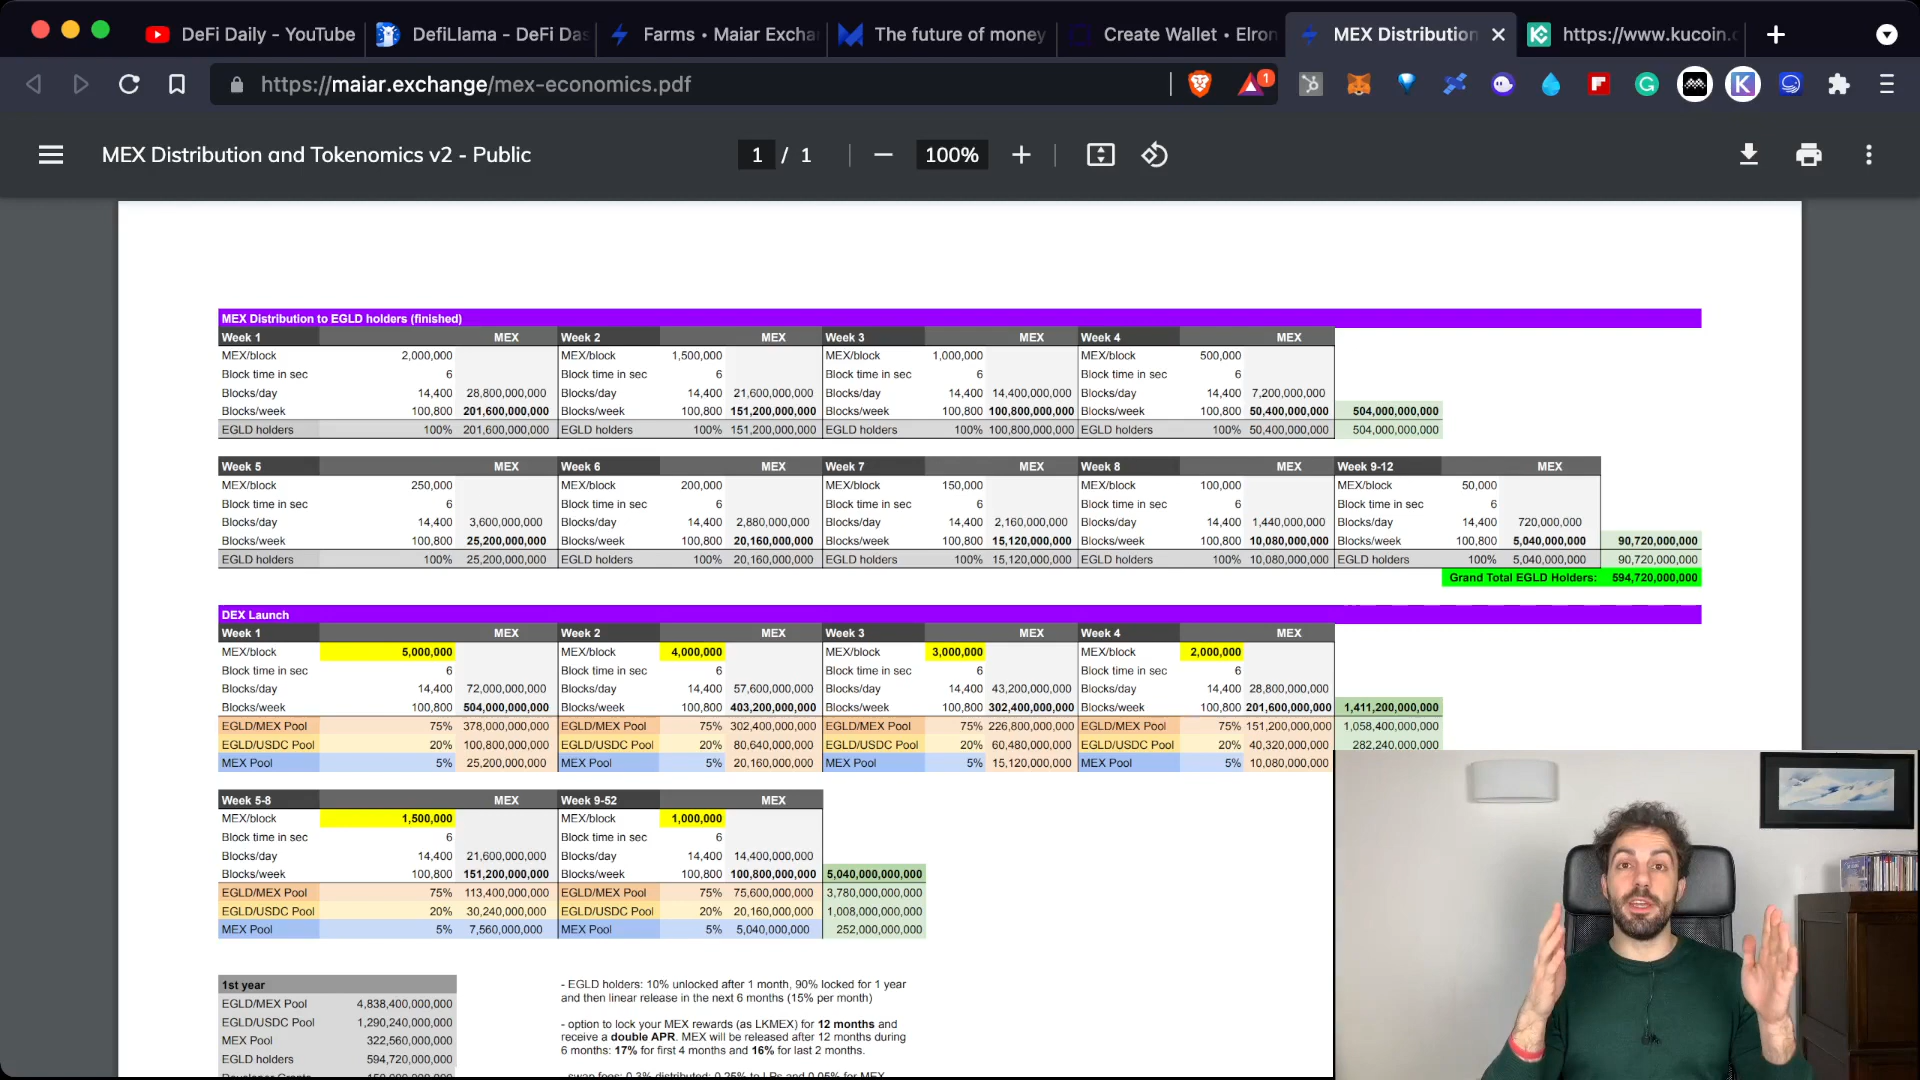 DeFi Daily - YouTube
DefiLlama - DeFi Das
Farms • Maiar Excha
The future of money
Create Wallet • Elron
MEX Distribution
https://www.kucoin.c
https://maiar.exchange/mex-economics.pdf
1
MEX Distribution and Tokenomics v2 - Public
1 / 1
100%
MEX Distribution to EGLD holders (finished)
Week 1 MEX Week 2 MEX Week 3 MEX Week 4 MEX
MEX/block 2,000,000 MEX/block 1,500,000 MEX/block 1,000,000 MEX/block 500,000
Block time in sec 6 Block time in sec 6 Block time in sec 6 Block time in sec 6
Blocks/day 14,400 28,800,000,000 Blocks/day 14,400 21,600,000,000 Blocks/day 14,400 14,400,000,000 Blocks/day 14,400 7,200,000,000
Blocks/week 100,800 201,600,000,000 Blocks/week 100,800 151,200,000,000 Blocks/week 100,800 100,800,000,000 Blocks/week 100,800 50,400,000,000 504,000,000,000
EGLD holders 100% 201,600,000,000 EGLD holders 100% 151,200,000,000 EGLD holders 100% 100,800,000,000 EGLD holders 100% 50,400,000,000 504,000,000,000
Week 5 MEX Week 6 MEX Week 7 MEX Week 8 MEX Week 9-12 MEX
MEX/block 250,000 MEX/block 200,000 MEX/block 150,000 MEX/block 100,000 MEX/block 50,000
Block time in sec 6 Block time in sec 6 Block time in sec 6 Block time in sec 6 Block time in sec 6
Blocks/day 14,400 3,600,000,000 Blocks/day 14,400 2,880,000,000 Blocks/day 14,400 2,160,000,000 Blocks/day 14,400 1,440,000,000 Blocks/day 14,400 720,000,000
Blocks/week 100,800 25,200,000,000 Blocks/week 100,800 20,160,000,000 Blocks/week 100,800 15,120,000,000 Blocks/week 100,800 10,080,000,000 Blocks/week 100,800 5,040,000,000 90,720,000,000
EGLD holders 100% 25,200,000,000 EGLD holders 100% 20,160,000,000 EGLD holders 100% 15,120,000,000 EGLD holders 100% 10,080,000,000 EGLD holders 100% 5,040,000,000 90,720,000,000
Grand Total EGLD Holders: 594,720,000,000
DEX Launch
Week 1 MEX Week 2 MEX Week 3 MEX Week 4 MEX
MEX/block 5,000,000 MEX/block 4,000,000 MEX/block 3,000,000 MEX/block 2,000,000
Block time in sec 6 Block time in sec 6 Block time in sec 6 Block time in sec 6
Blocks/day 14,400 72,000,000,000 Blocks/day 14,400 57,600,000,000 Blocks/day 14,400 43,200,000,000 Blocks/day 14,400 28,800,000,000
Blocks/week 100,800 504,000,000,000 Blocks/week 100,800 403,200,000,000 Blocks/week 100,800 302,400,000,000 Blocks/week 100,800 201,600,000,000 1,411,200,000,000
EGLD/MEX Pool 75% 378,000,000,000 EGLD/MEX Pool 75% 302,400,000,000 EGLD/MEX Pool 75% 226,800,000,000 EGLD/MEX Pool 75% 151,200,000,000 1,058,400,000,000
EGLD/USDC Pool 20% 100,800,000,000 EGLD/USDC Pool 20% 80,640,000,000 EGLD/USDC Pool 20% 60,480,000,000 EGLD/USDC Pool 20% 40,320,000,000 282,240,000,000
MEX Pool 5% 25,200,000,000 MEX Pool 5% 20,160,000,000 MEX Pool 5% 15,120,000,000 MEX Pool 5% 10,080,000,000
Week 5-8 MEX Week 9-52 MEX
MEX/block 1,500,000 MEX/block 1,000,000
Block time in sec 6 Block time in sec 6
Blocks/day 14,400 21,600,000,000 Blocks/day 14,400 14,400,000,000
Blocks/week 100,800 151,200,000,000 Blocks/week 100,800 100,800,000,000 5,040,000,000,000
EGLD/MEX Pool 75% 113,400,000,000 EGLD/MEX Pool 75% 75,600,000,000 3,780,000,000,000
EGLD/USDC Pool 20% 30,240,000,000 EGLD/USDC Pool 20% 20,160,000,000 1,008,000,000,000
MEX Pool 5% 7,560,000,000 MEX Pool 5% 5,040,000,000 252,000,000,000
1st year
EGLD/MEX Pool 4,838,400,000,000
EGLD/USDC Pool 1,290,240,000,000
MEX Pool 322,560,000,000
EGLD holders 594,720,000,000
- EGLD holders: 10% unlocked after 1 month, 90% locked for 1 year
and then linear release in the next 6 months (15% per month)
- option to lock your MEX rewards (as LKMEX) for 12 months and
receive a double APR. MEX will be released after 12 months during
6 months: 17% for first 4 months and 16% for last 2 months.
- swap fees: 0.3% distributed: 0.25% to LPs and 0.05% for MEX